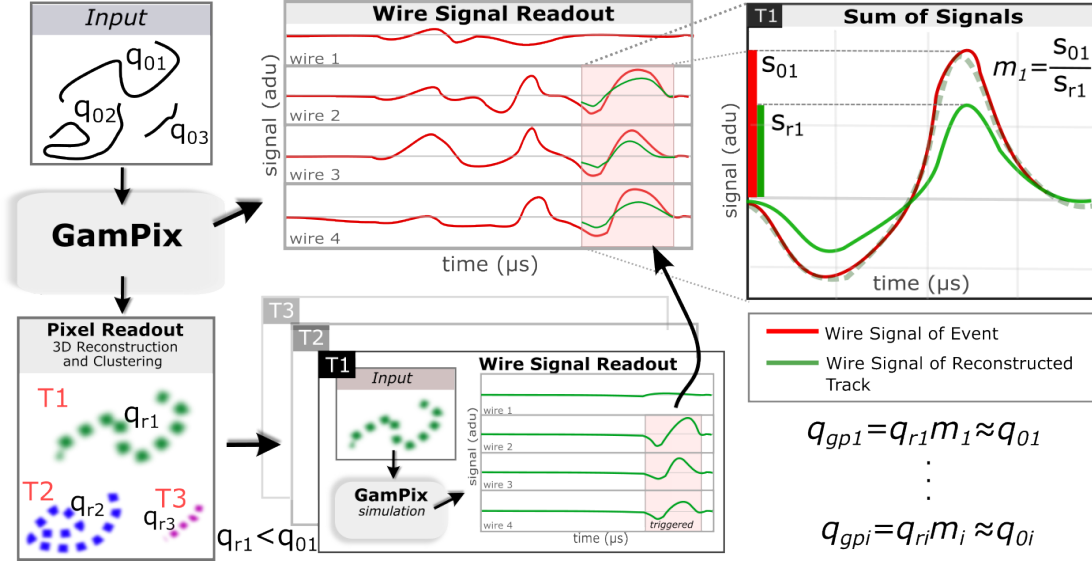 Input
q01
q02
q03
GamPix
Pixel Readout
3D Reconstruction
and Clustering
T1
qr1
T2
qr2
T3
qr3
qr1<q01
Wire Signal Readout
signal (adu)
wire 1
wire 2
wire 3
wire 4
time (μs)
T3
T2
T1
Input
GamPix
simulation
Wire Signal Readout
signal (adu)
wire 1
wire 2
wire 3
wire 4
triggered
time (μs)
T1
Sum of Signals
s01
sr1
m1=s01/sr1
signal (adu)
time (μs)
Wire Signal of Event
Wire Signal of Reconstructed
Track
qgp1=qr1m1≈q01
.
.
.
qgpi=qrimi≈q0i